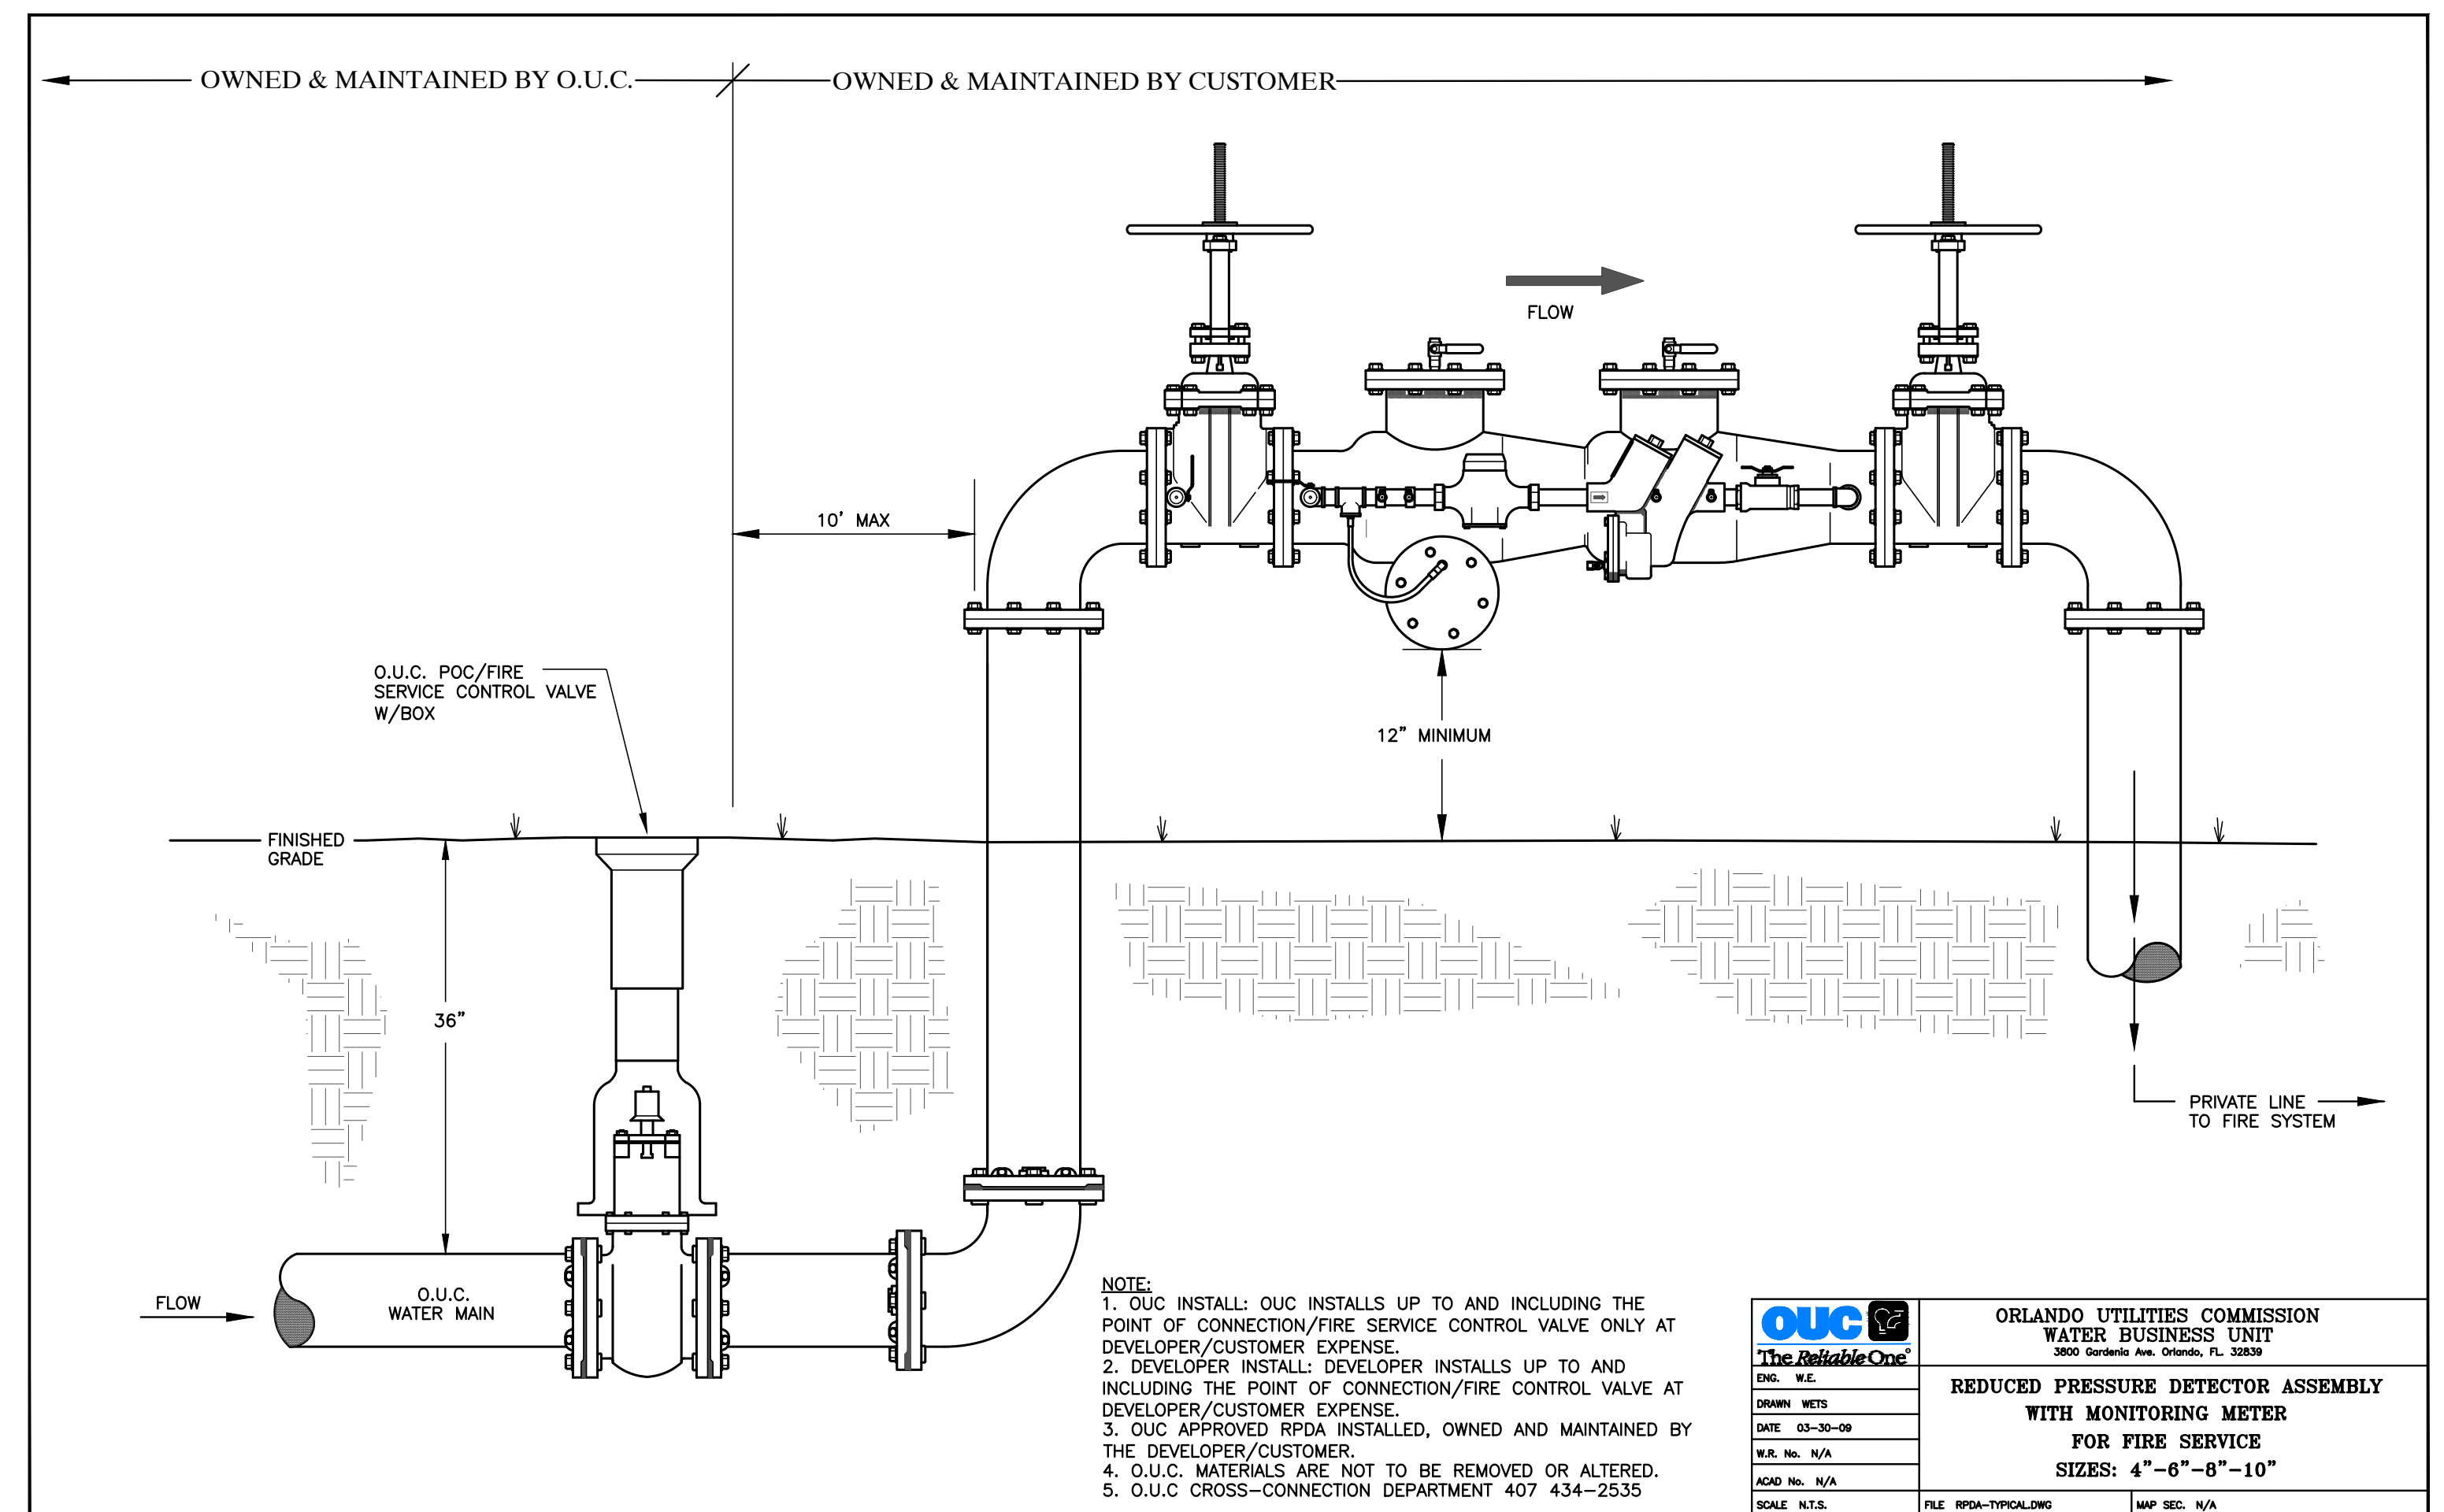 OWNED & MAINTAINED BY O.U.C.
OWNED & MAINTAINED BY CUSTOMER
FLOW
10' MAX
O.U.C. POC/FIRE
SERVICE CONTROL VALVE
W/BOX
12" MINIMUM
FINISHED
GRADE
36"
PRIVATE LINE
TO FIRE SYSTEM
FLOW
O.U.C.
WATER MAIN
NOTE:
1. OUC INSTALL: OUC INSTALLS UP TO AND INCLUDING THE
POINT OF CONNECTION/FIRE SERVICE CONTROL VALVE ONLY AT
DEVELOPER/CUSTOMER EXPENSE.
2. DEVELOPER INSTALL: DEVELOPER INSTALLS UP TO AND
INCLUDING THE POINT OF CONNECTION/FIRE CONTROL VALVE AT
DEVELOPER/CUSTOMER EXPENSE.
3. OUC APPROVED RPDA INSTALLED, OWNED AND MAINTAINED BY
THE DEVELOPER/CUSTOMER.
4. O.U.C. MATERIALS ARE NOT TO BE REMOVED OR ALTERED.
5. O.U.C CROSS-CONNECTION DEPARTMENT 407 434-2535
OUC
The Reliable One®
ORLANDO UTILITIES COMMISSION
WATER BUSINESS UNIT
3800 Gardenia Ave. Orlando, FL. 32839
ENG. W.E.
DRAWN WETS
DATE 03-30-09
W.R. No. N/A
ACAD No. N/A
SCALE N.T.S.
REDUCED PRESSURE DETECTOR ASSEMBLY
WITH MONITORING METER
FOR FIRE SERVICE
SIZES: 4"-6"-8"-10"
FILE RPDA-TYPICAL.DWG
MAP SEC. N/A